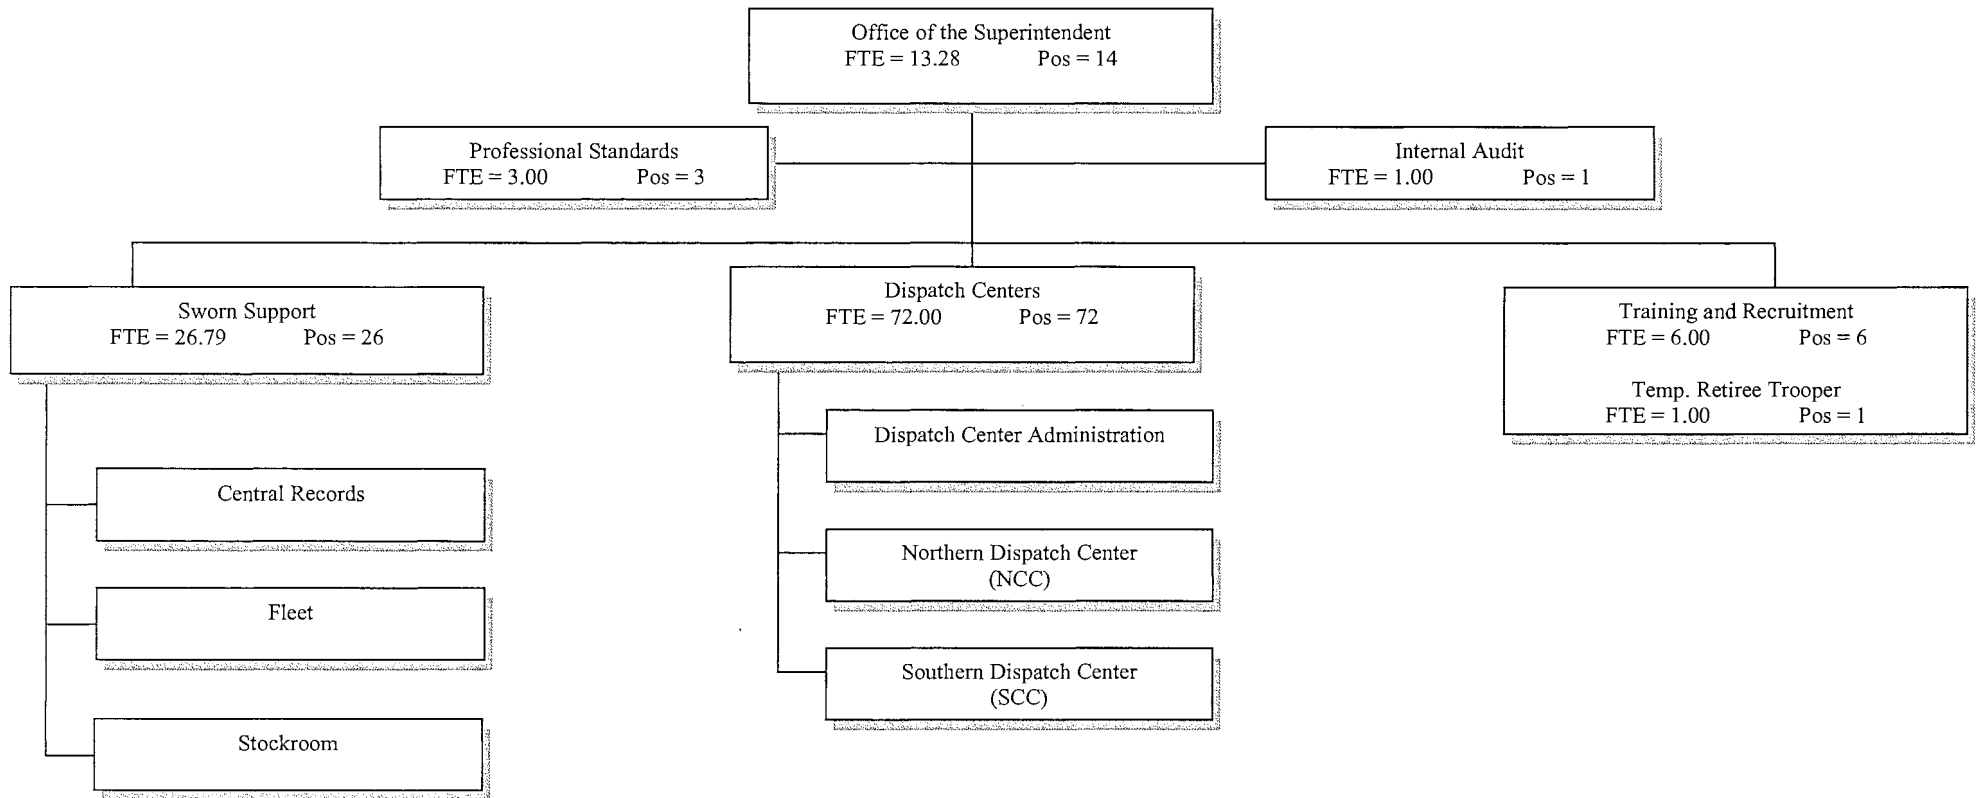 Office of the Superintendent
FTE = 13.28 Pos = 14
Professional Standards
FTE = 3.00 Pos = 3
Internal Audit
FTE = 1.00 Pos = 1
Sworn Support
FTE = 26.79 Pos = 26
Dispatch Centers
FTE = 72.00 Pos = 72
Training and Recruitment
FTE = 6.00 Pos = 6
Temp. Retiree Trooper
FTE = 1.00 Pos = 1
Central Records
Fleet
Stockroom
Dispatch Center Administration
Northern Dispatch Center
(NCC)
Southern Dispatch Center
(SCC)